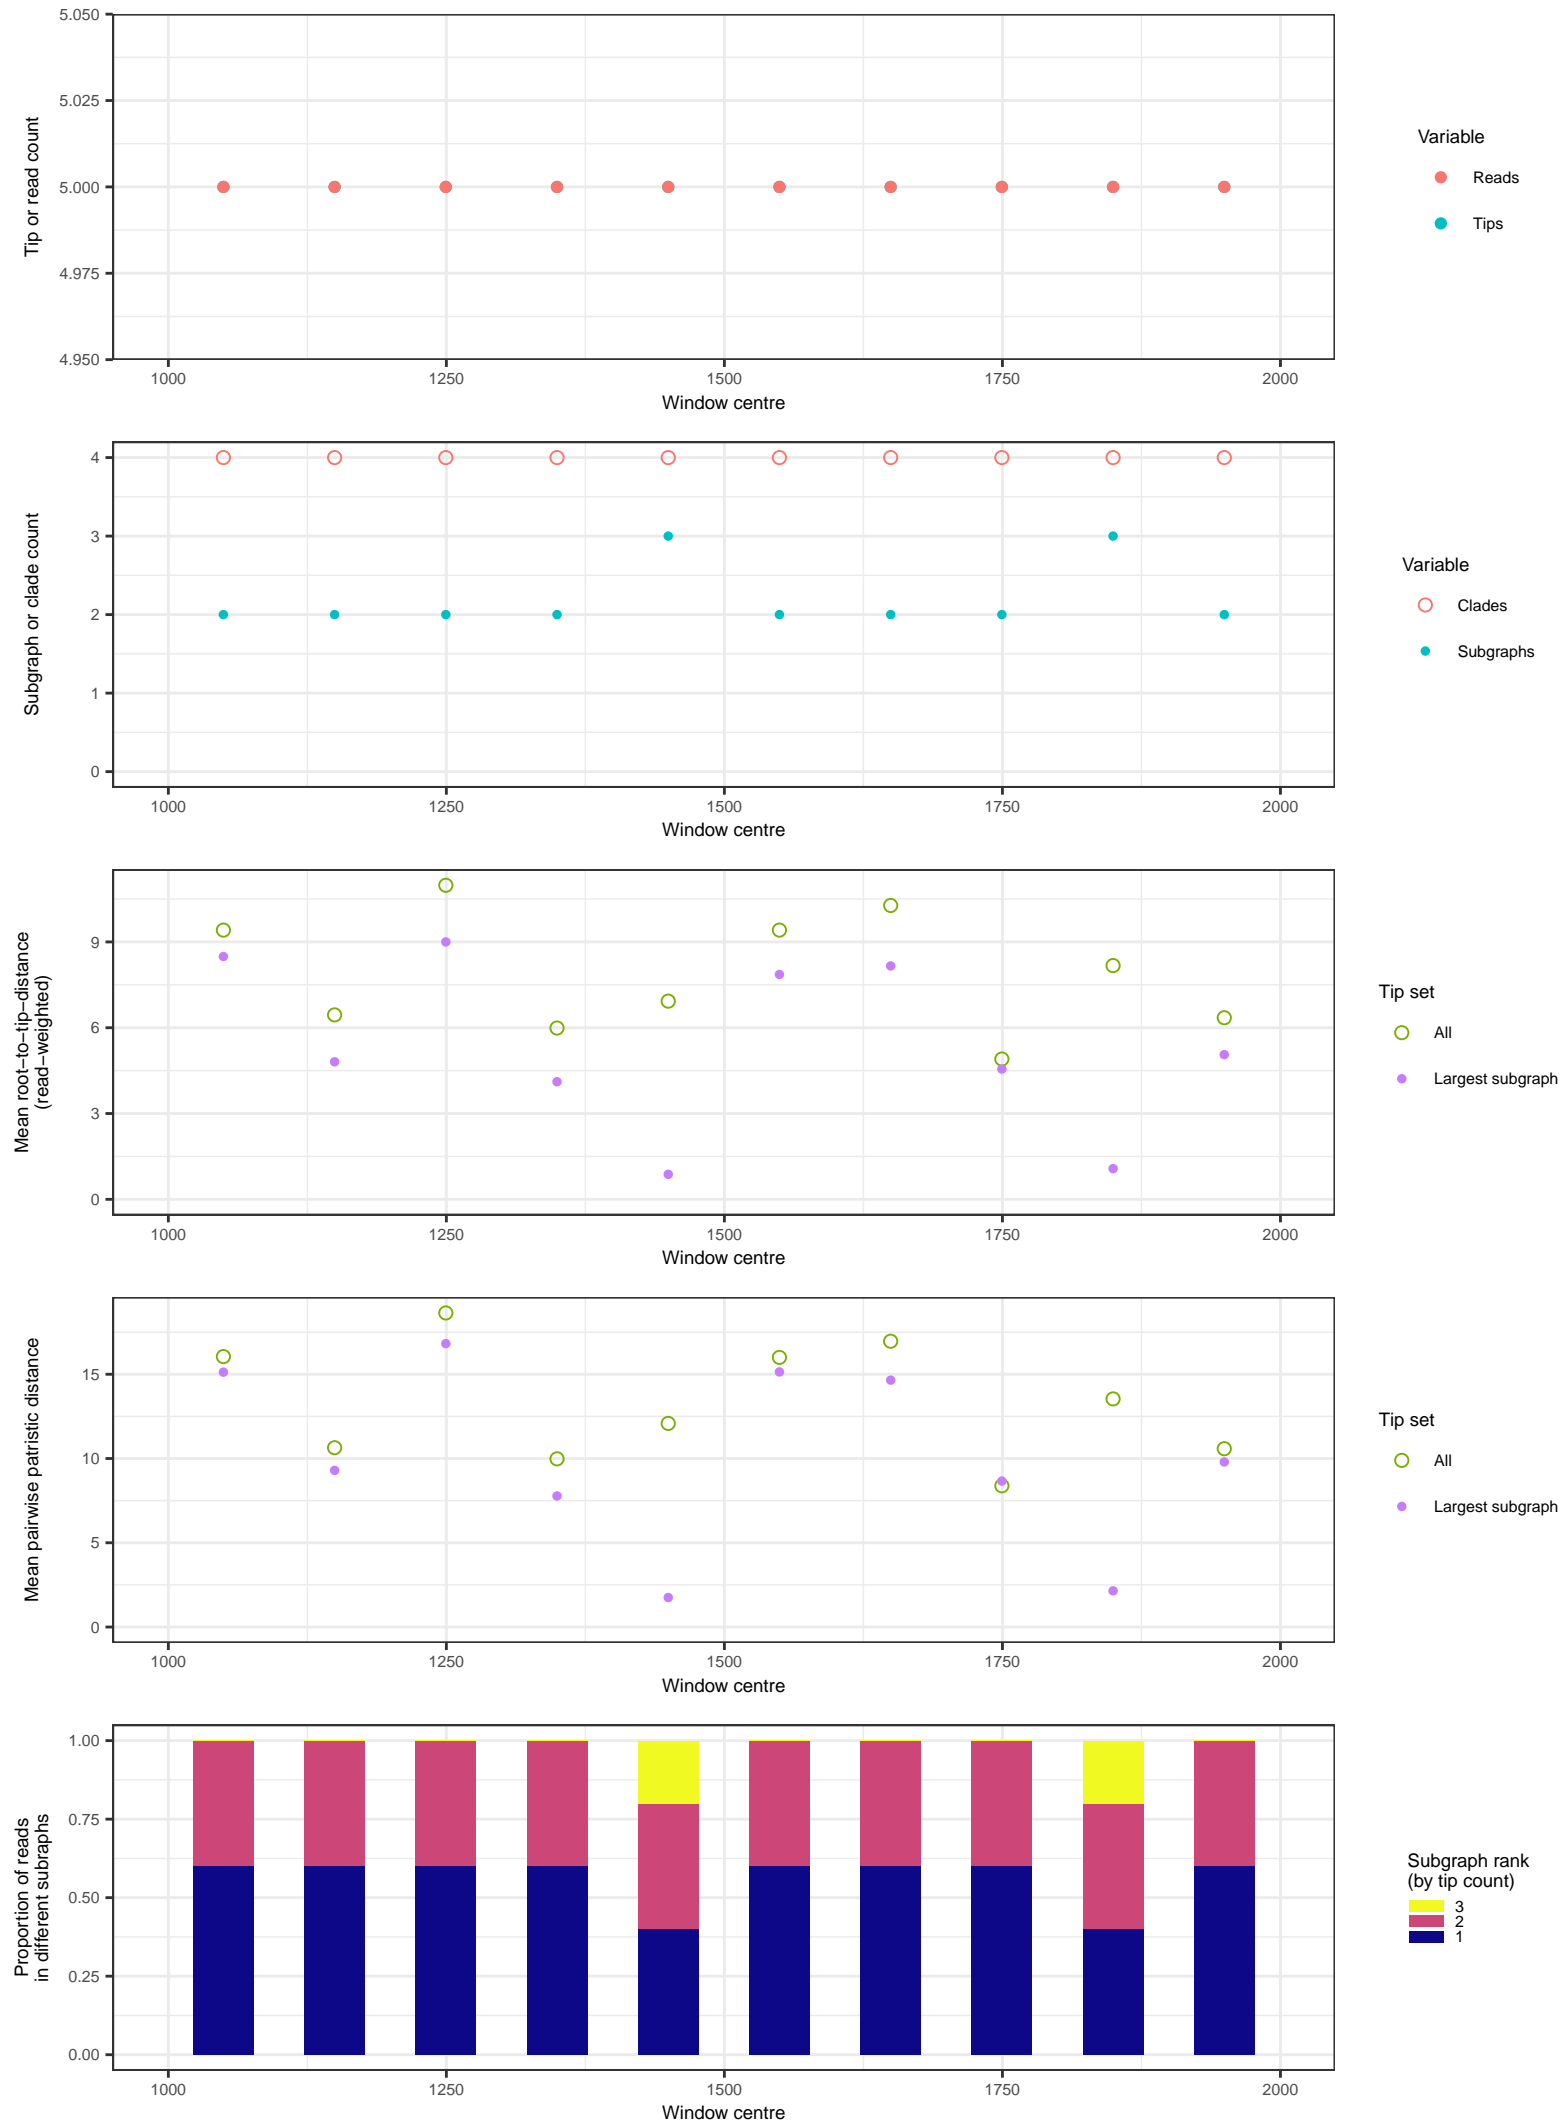 5.050
5.025
5.000
4.975
4.950
Tip or read count
1000 1250 1500 1750 2000
Window centre
Variable
Reads
Tips
4
3
2
1
0
Subgraph or clade count
1000 1250 1500 1750 2000
Window centre
Variable
Clades
Subgraphs
9
6
3
0
Mean root−to−tip−distance
(read−weighted)
1000 1250 1500 1750 2000
Window centre
Tip set
All
Largest subgraph
15
10
5
0
Mean pairwise patristic distance
1000 1250 1500 1750 2000
Window centre
Tip set
All
Largest subgraph
1.00
0.75
0.50
0.25
0.00
Proportion of reads
in different subraphs
1000 1250 1500 1750 2000
Window centre
Subgraph rank
(by tip count)
3
2
1